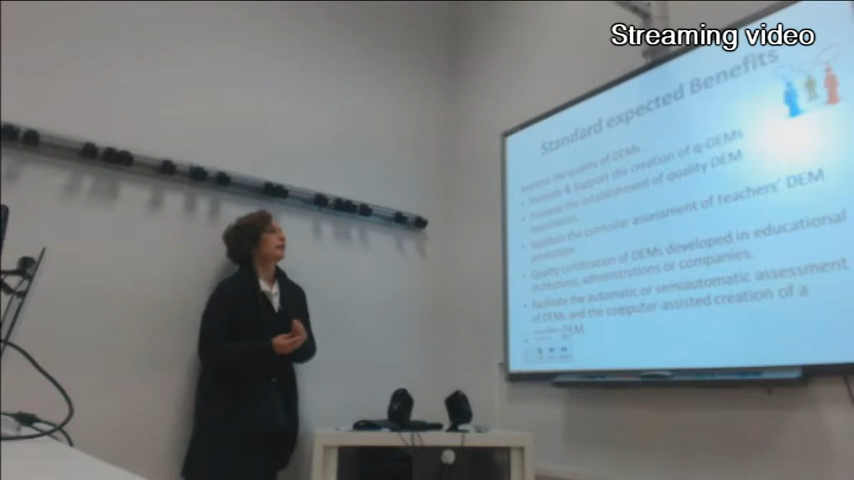 Streaming video
Standard expected Benefits
Improve the quality of DEMs
• Promote & Support the creation of q-DEMs
• Promote the establishment of quality DEM
repositories.
• Facilitate the curricular assessment of teachers' DEM
production.
• Quality certification of DEMs developed in educational
institutions, administrations or companies.
• Facilitate the automatic or semiautomatic assessment
of DEMs and the computer-assisted creation of a
DEM